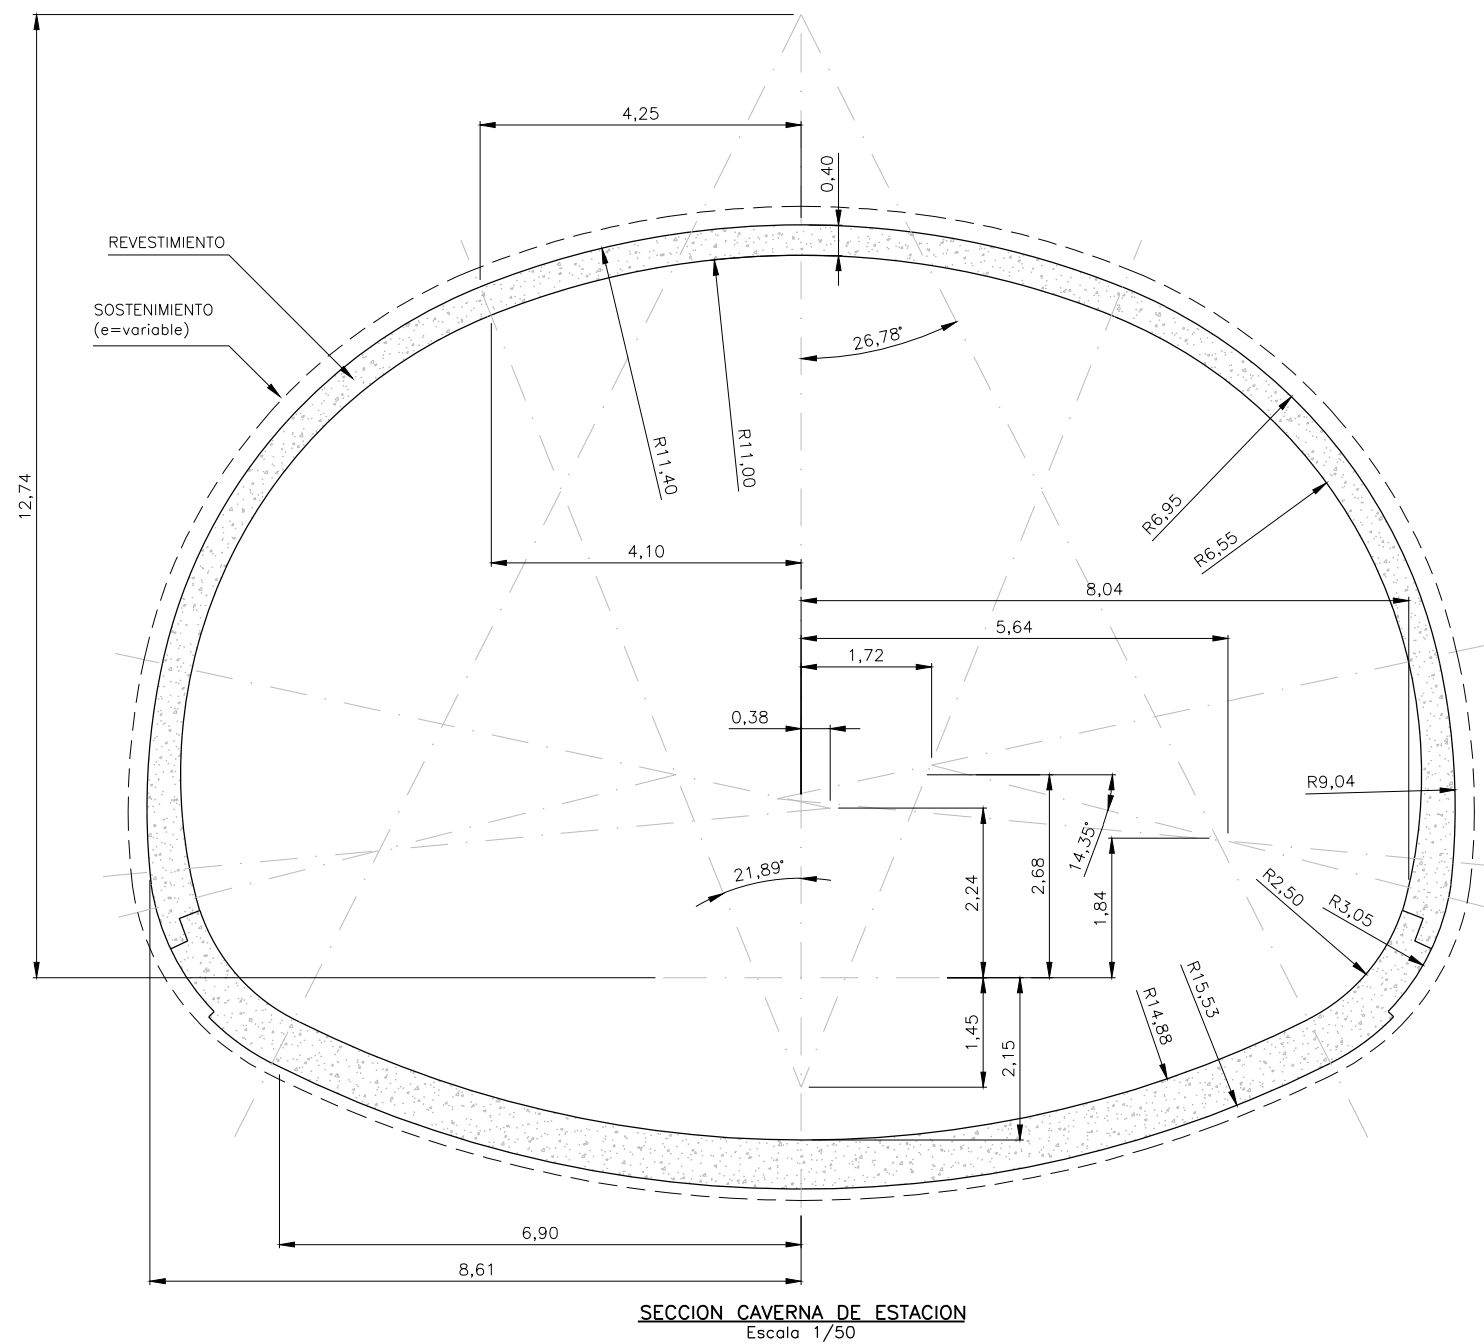 4,25
0,40
REVESTIMIENTO
SOSTENIMIENTO
(e=variable)
26,78°
R11,40
R11,00
12,74
R6,95
R6,55
4,10
8,04
5,64
1,72
0,38
R9,04
14,35°
21,89°
2,24
2,68
1,84
R2,50
R3,05
R15,53
R14,88
1,45
2,15
6,90
8,61
SECCION CAVERNA DE ESTACION
Escala 1/50